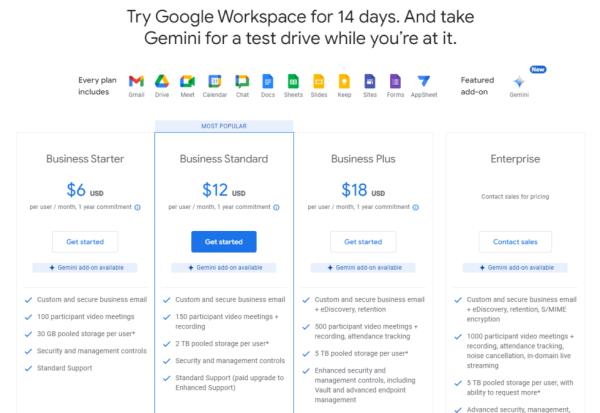 Try Google Workspace for 14 days. And take
Gemini for a test drive while you're at it.
Every plan
includes
Gmail
Drive
Meet
Calendar
Chat
Docs
Sheets
Slides
Keep
Sites
Forms
AppSheet
Featured
add-on
New
Gemini
MOST POPULAR
Business Starter
$6 USD
per user / month, 1 year commitment
Get started
Gemini add-on available
Custom and secure business email
100 participant video meetings
30 GB pooled storage per user*
Security and management controls
Standard Support
Business Standard
$12 USD
per user / month, 1 year commitment
Get started
Gemini add-on available
Custom and secure business email
150 participant video meetings +
recording
2 TB pooled storage per user*
Security and management controls
Standard Support (paid upgrade to
Enhanced Support)
Business Plus
$18 USD
per user / month, 1 year commitment
Get started
Gemini add-on available
Custom and secure business email
+ eDiscovery, retention
500 participant video meetings +
recording, attendance tracking
5 TB pooled storage per user*
Enhanced security and
management controls, including
Vault and advanced endpoint
management
Enterprise
Contact sales for pricing
Contact sales
Gemini add-on available
Custom and secure business email
+ eDiscovery, retention, S/MIME
encryption
1000 participant video meetings +
recording, attendance tracking,
noise cancellation, in-domain live
streaming
5 TB pooled storage per user, with
ability to request more*
Advanced security, management,